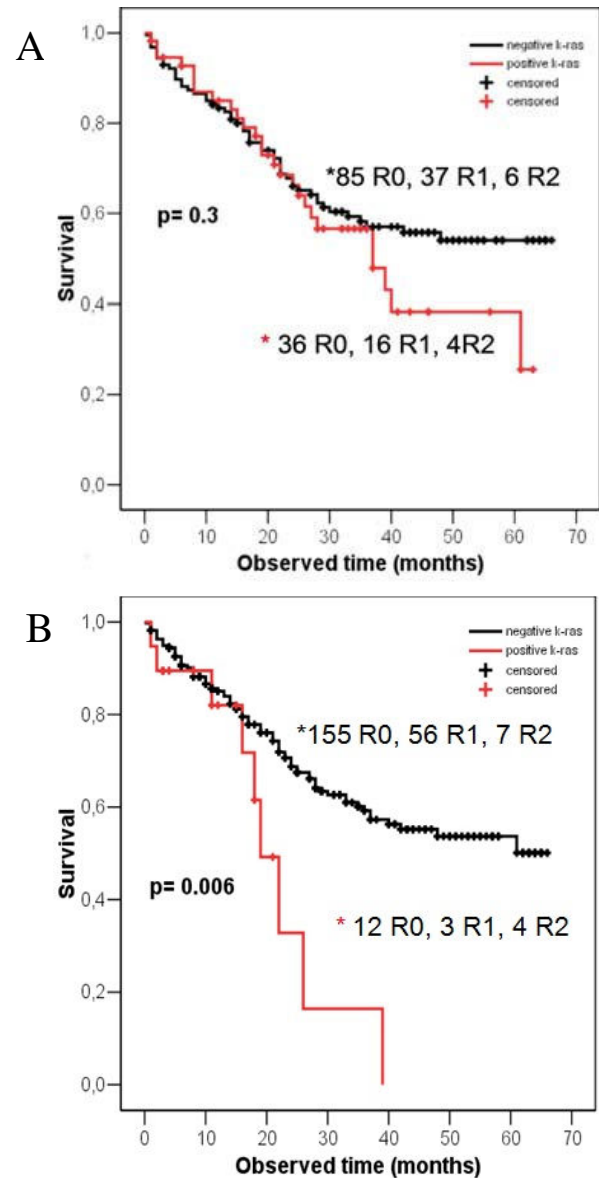 A
1,0
0,8
0,6
0,4
0,2
0,0
Survival
negative k-ras
positive k-ras
censored
censored
*85 R0, 37 R1, 6 R2
p= 0.3
* 36 R0, 16 R1, 4R2
0 10 20 30 40 50 60 70
Observed time (months)
B
1,0
0,8
0,6
0,4
0,2
0,0
Survival
negative k-ras
positive k-ras
censored
censored
*155 R0, 56 R1, 7 R2
p= 0.006
* 12 R0, 3 R1, 4 R2
0 10 20 30 40 50 60 70
Observed time (months)